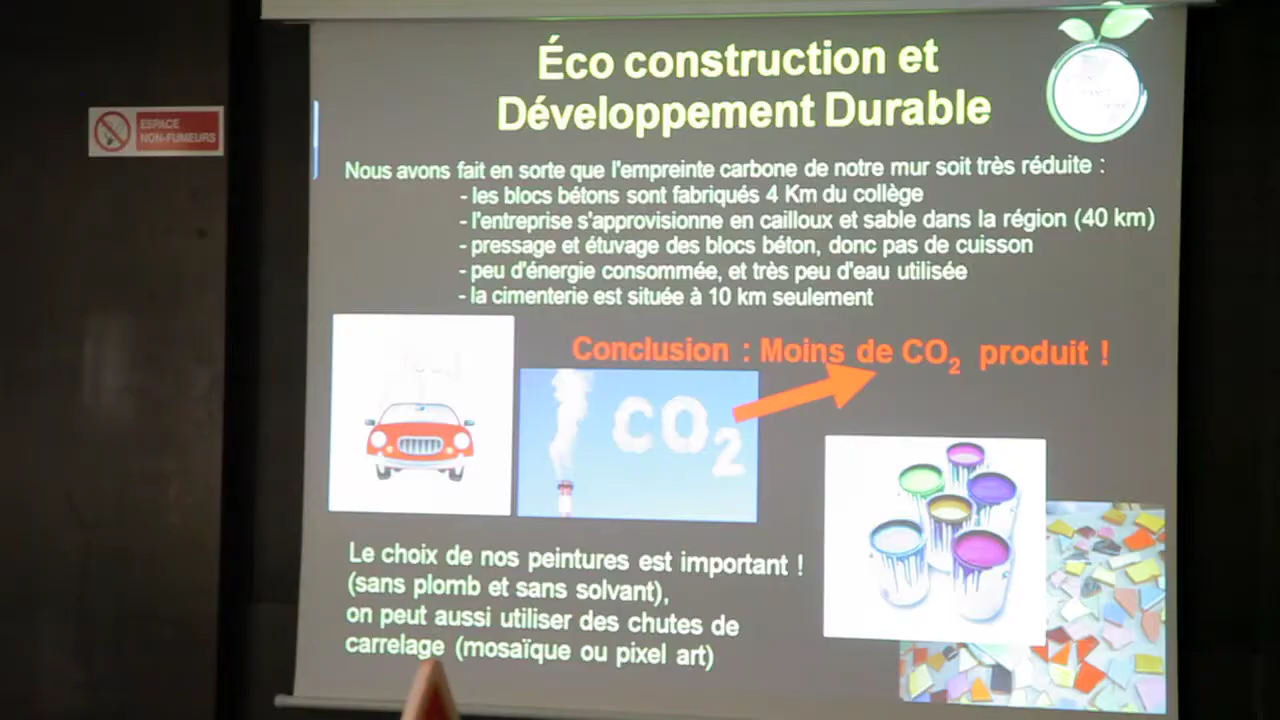 ESPACE
NON-FUMEURS
Éco construction et
Développement Durable
Nous avons fait en sorte que l'empreinte carbone de notre mur soit très réduite :
- les blocs bétons sont fabriqués 4 Km du collège
- l'entreprise s'approvisionne en cailloux et sable dans la région (40 km)
- pressage et étuvage des blocs béton, donc pas de cuisson
- peu d'énergie consommée, et très peu d'eau utilisée
- la cimenterie est située à 10 km seulement
Conclusion : Moins de CO₂ produit !
CO₂
Le choix de nos peintures est important !
(sans plomb et sans solvant),
on peut aussi utiliser des chutes de
carrelage (mosaïque ou pixel art)